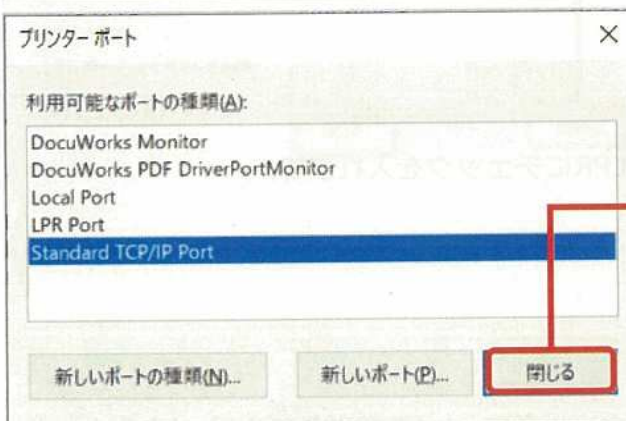 プリンター ポート
利用可能なポートの種類(A):
DocuWorks Monitor
DocuWorks PDF DriverPortMonitor
Local Port
LPR Port
Standard TCP/IP Port
新しいポートの種類(N)...
新しいポート(P)...
閉じる